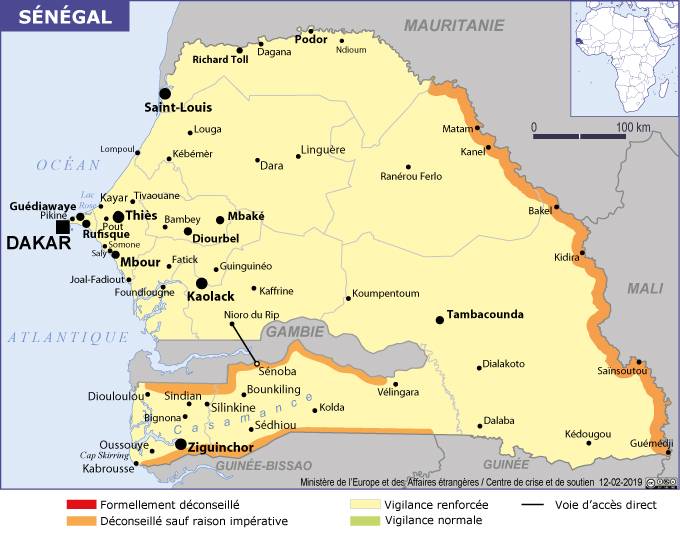 SÉNÉGAL
MAURITANIE
Podor
Ndioum
Dagana
Richard Toll
Saint-Louis
100 km
0
Louga
Matam
Lompoul
Kébémèr
Linguère
Kanel
OCÉAN
Dara
Ranérou Ferlo
Lac
Rose
Kayar
Tivaouane
Guédiawaye
Pikine
Thiès
Bambey
Mbaké
Bakel
Pout
Rufisque
DAKAR
Diourbel
Somone
Saly
Mbour
Fatick
Kidira
Guinguinéo
Joal-Fadiout
Foundiougne
Kaolack
Kaffrine
Koumpentoum
MALI
Nioro du Rip
Tambacounda
ATLANTIQUE
GAMBIE
Sénoba
Dialakoto
Saïnsoutou
Diouloulou
Sindian
Bounkiling
Vélingara
Silinkine
Casamance
Kolda
Bignona
Sédhiou
Dalaba
Oussouye
Ziguinchor
Kédougou
Guémédji
Cap Skirring
Kabrousse
GUINÉE-BISSAO
GUINÉE
Ministère de l'Europe et des Affaires étrangères / Centre de crise et de soutien 12-02-2019
Formellement déconseillé
Vigilance renforcée
Voie d'accès direct
Déconseillé sauf raison impérative
Vigilance normale